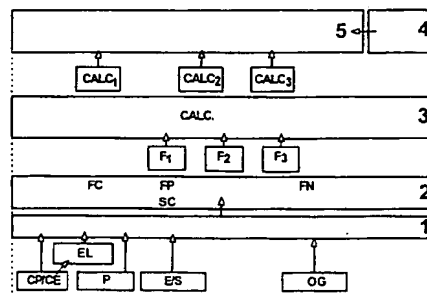 5 4
CALC1 CALC2 CALC3
CALC. 3
F1 F2 F3
FC FP FN 2
SC
1
EL
CP/CE P E/S OG